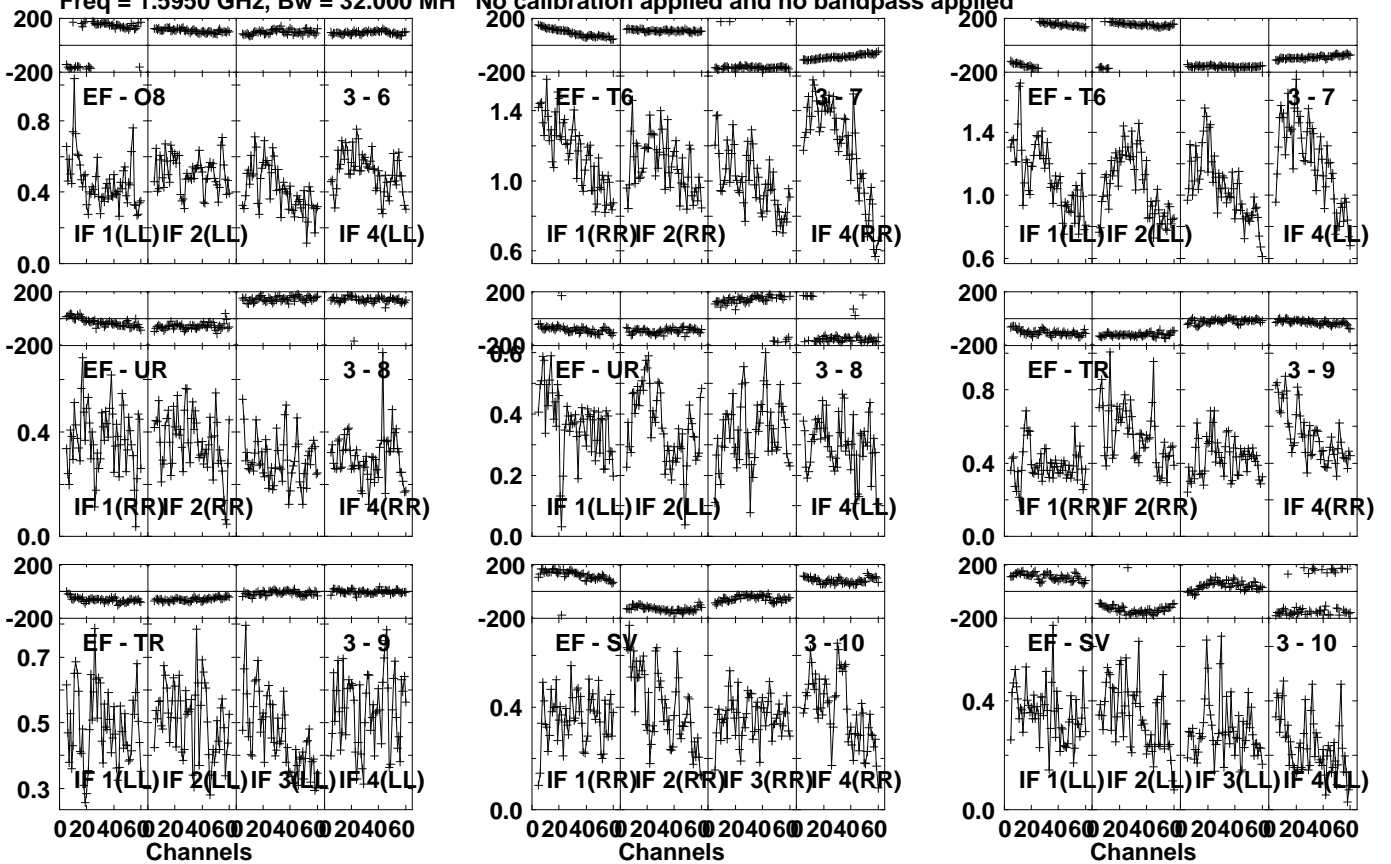 Freq = 1.5950 GHz, Bw = 32.000 MH No calibration applied and no bandpass applied
200
-200
EF - O8 3 - 6
0.8
0.4
0.0
IF 1(LL) IF 2(LL) IF 4(LL)
200
-200
EF - T6 3 - 7
1.4
1.0
0.6
IF 1(RR) IF 2(RR) IF 4(RR)
200
-200
EF - T6 3 - 7
1.4
1.0
0.6
IF 1(LL) IF 2(LL) IF 4(LL)
200
-200
EF - UR 3 - 8
0.4
0.0
IF 1(RR) IF 2(RR) IF 4(RR)
200
-200
0.6
EF - UR 3 - 8
0.4
0.2
0.0
IF 1(LL) IF 2(LL) IF 4(LL)
200
-200
EF - TR 3 - 9
0.8
0.4
0.0
IF 1(RR) IF 2(RR) IF 4(RR)
200
-200
EF - TR 3 - 9
0.7
0.5
0.3
IF 1(LL) IF 2(LL) IF 3(LL) IF 4(LL)
0 20 40 60 0 20 40 60 0 20 40 60 0 20 40 60
Channels
200
-200
EF - SV 3 - 10
0.4
0.0
IF 1(RR) IF 2(RR) IF 3(RR) IF 4(RR)
0 20 40 60 0 20 40 60 0 20 40 60 0 20 40 60
Channels
200
-200
EF - SV 3 - 10
0.4
0.0
IF 1(LL) IF 2(LL) IF 3(LL) IF 4(LL)
0 20 40 60 0 20 40 60 0 20 40 60 0 20 40 60
Channels